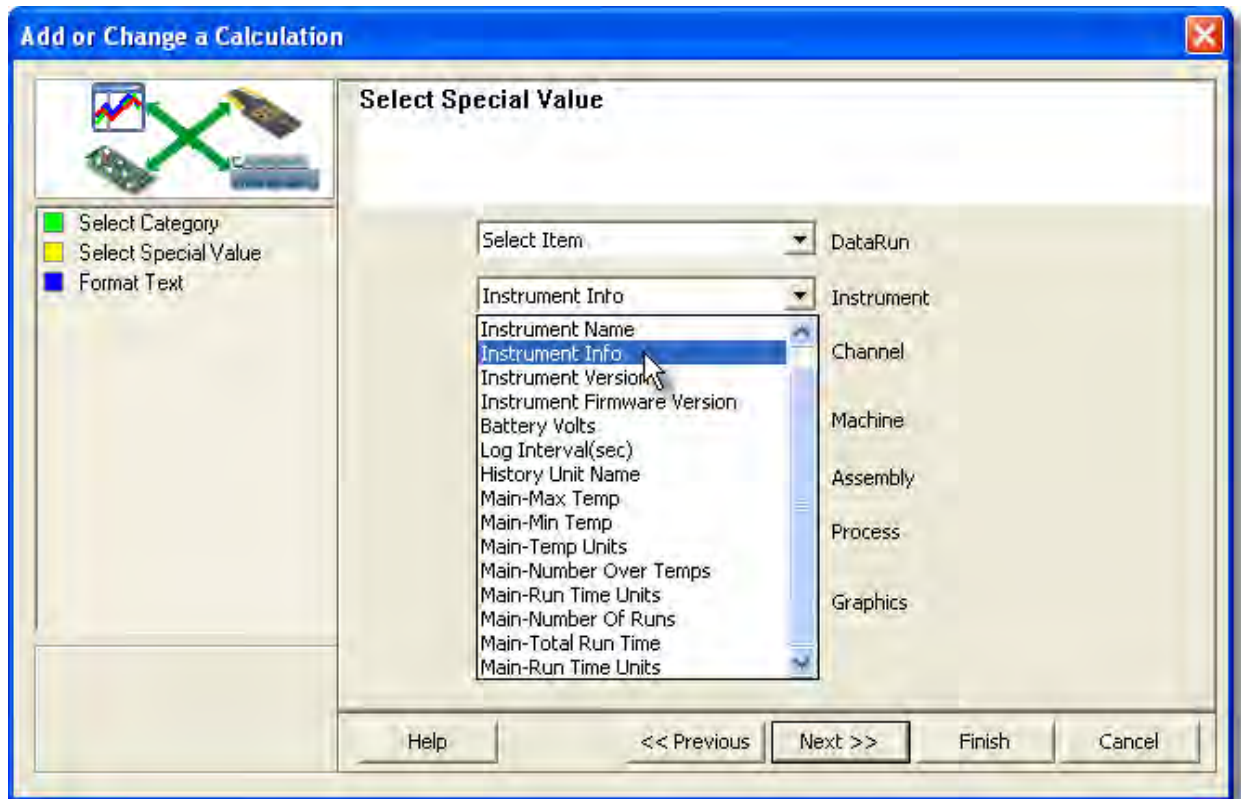 Add or Change a Calculation
Select Special Value
Select Category
Select Special Value
Format Text
Select Item
DataRun
Instrument Info
Instrument
Instrument Name
Instrument Info
Channel
Instrument Version
Instrument Firmware Version
Machine
Battery Volts
Log Interval(sec)
History Unit Name
Assembly
Main-Max Temp
Main-Min Temp
Process
Main-Temp Units
Main-Number Over Temps
Main-Run Time Units
Graphics
Main-Number Of Runs
Main-Total Run Time
Main-Run Time Units
Help
<< Previous
Next >>
Finish
Cancel